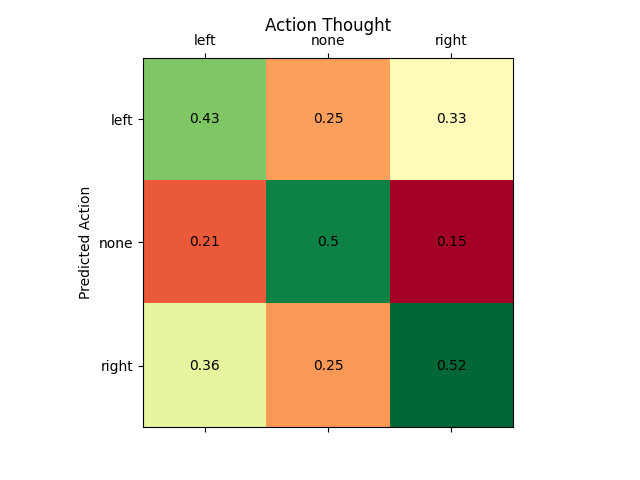 Action Thought
left none right
Predicted Action
left 0.43 0.25 0.33
none 0.21 0.5 0.15
right 0.36 0.25 0.52